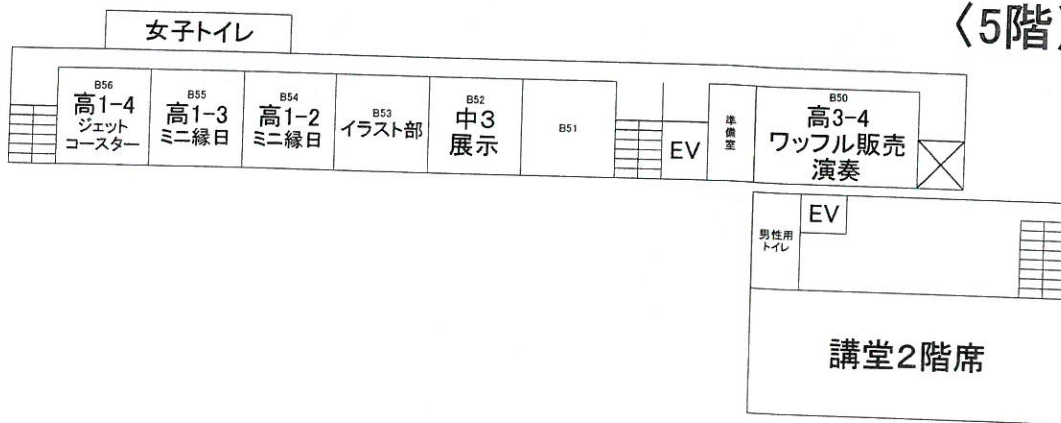 〈5階〉
女子トイレ
B56
高1-4
ジェット
コースター
B55
高1-3
ミニ縁日
B54
高1-2
ミニ縁日
B53
イラスト部
B52
中3
展示
B51
EV
準備室
B50
高3-4
ワッフル販売
演奏
男性用
トイレ
EV
講堂2階席